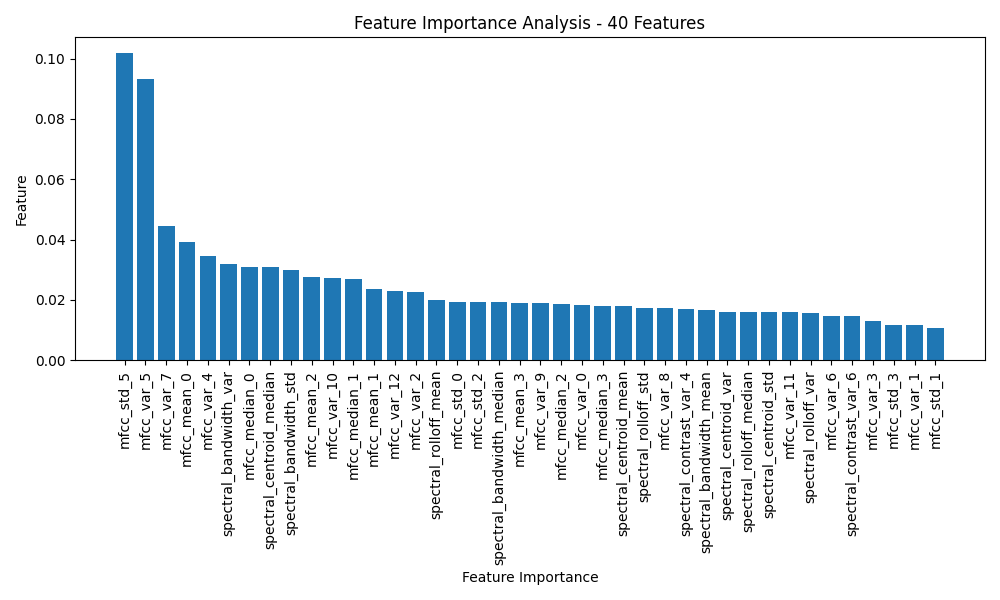 Feature Importance Analysis - 40 Features
Feature
0.10
0.08
0.06
0.04
0.02
0.00
mfcc_std_5
mfcc_var_5
mfcc_var_7
mfcc_mean_0
mfcc_var_4
spectral_bandwidth_var
mfcc_median_0
spectral_centroid_median
spectral_bandwidth_std
mfcc_mean_2
mfcc_var_10
mfcc_median_1
mfcc_mean_1
mfcc_var_12
mfcc_var_2
spectral_rolloff_mean
mfcc_std_0
mfcc_std_2
spectral_bandwidth_median
mfcc_mean_3
mfcc_var_9
mfcc_median_2
mfcc_var_0
mfcc_median_3
spectral_centroid_mean
spectral_rolloff_std
mfcc_var_8
spectral_contrast_var_4
spectral_bandwidth_mean
spectral_centroid_var
spectral_rolloff_median
spectral_centroid_std
mfcc_var_11
spectral_rolloff_var
mfcc_var_6
spectral_contrast_var_6
mfcc_var_3
mfcc_std_3
mfcc_var_1
mfcc_std_1
Feature Importance